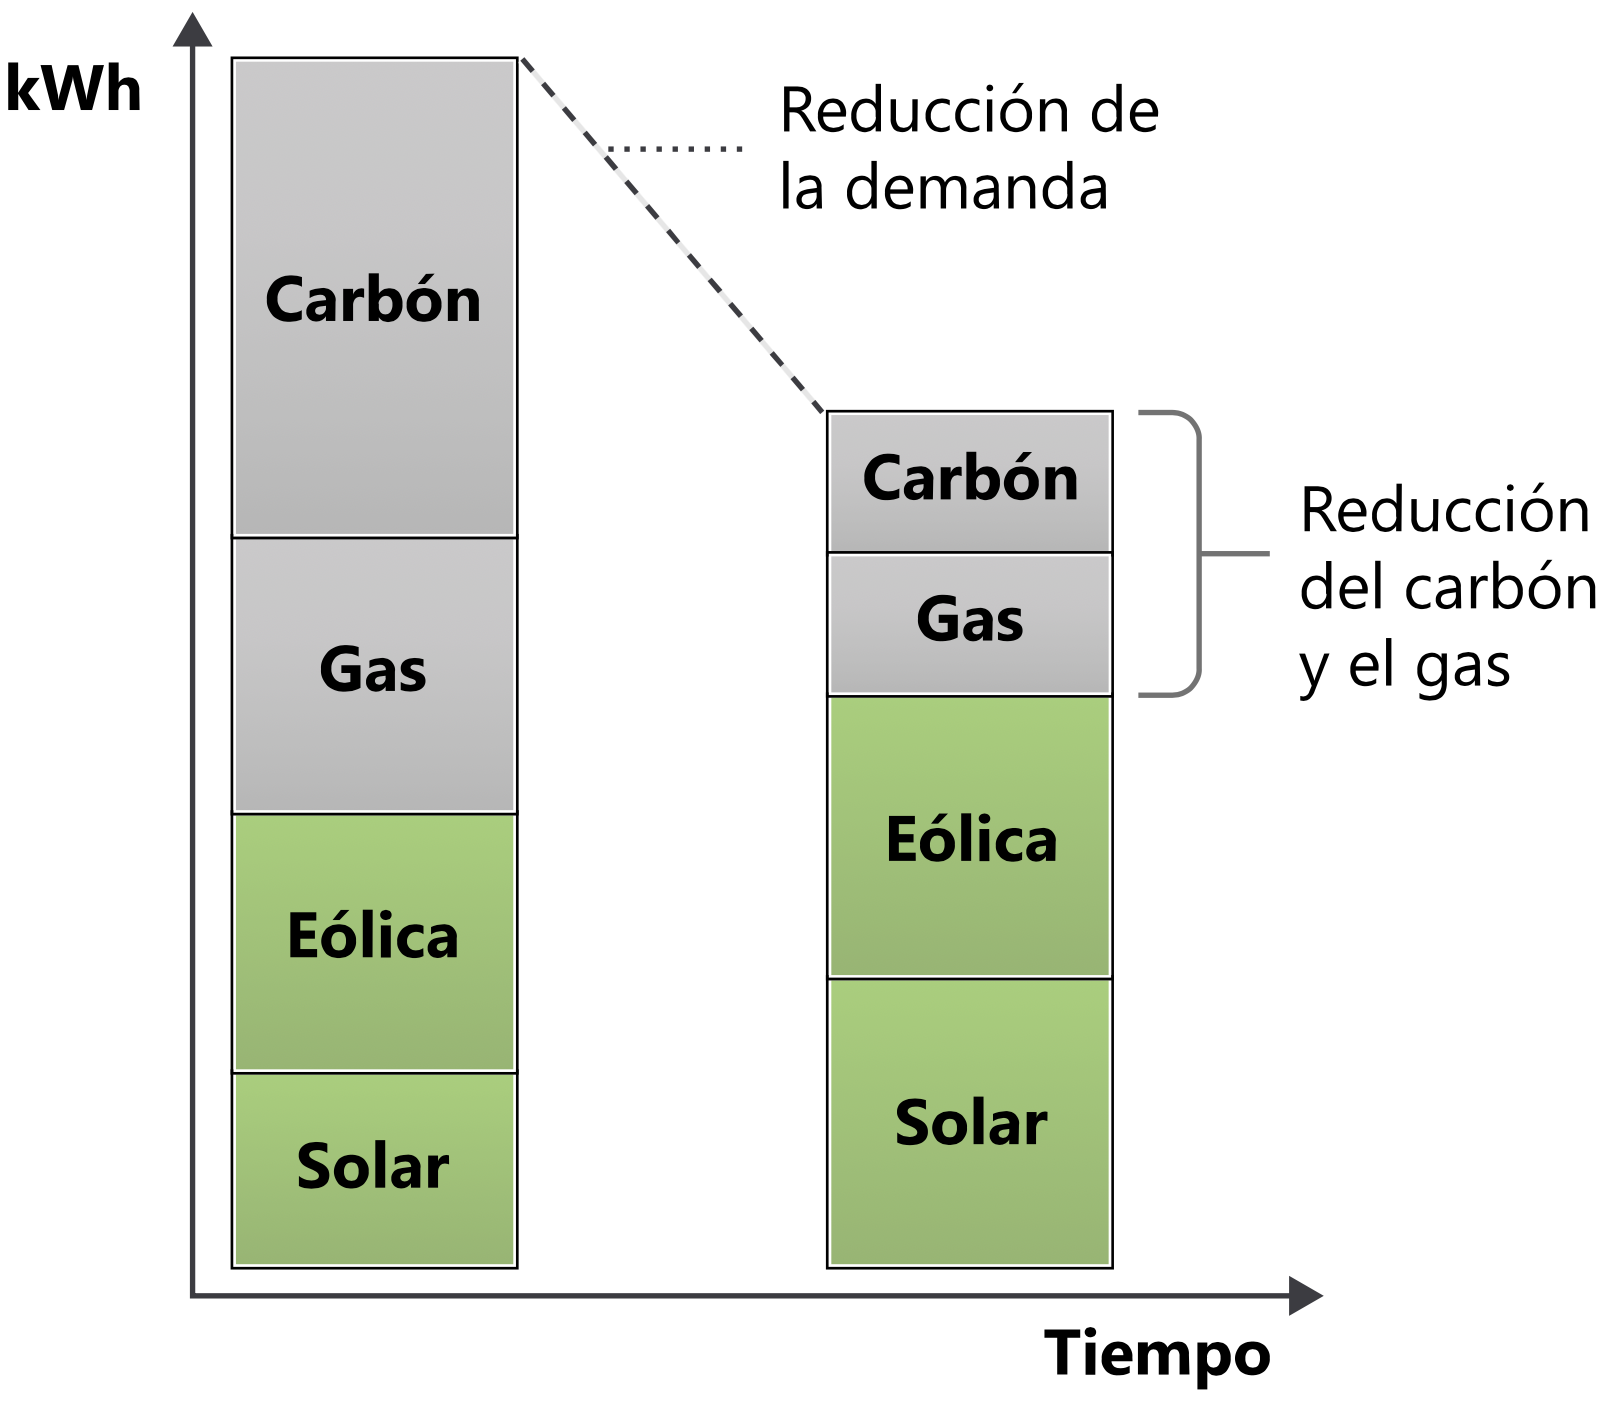 kWh
Reducción de
la demanda
Carbón
Gas
Eólica
Solar
Carbón
Gas
Eólica
Solar
Reducción
del carbón
y el gas
Tiempo